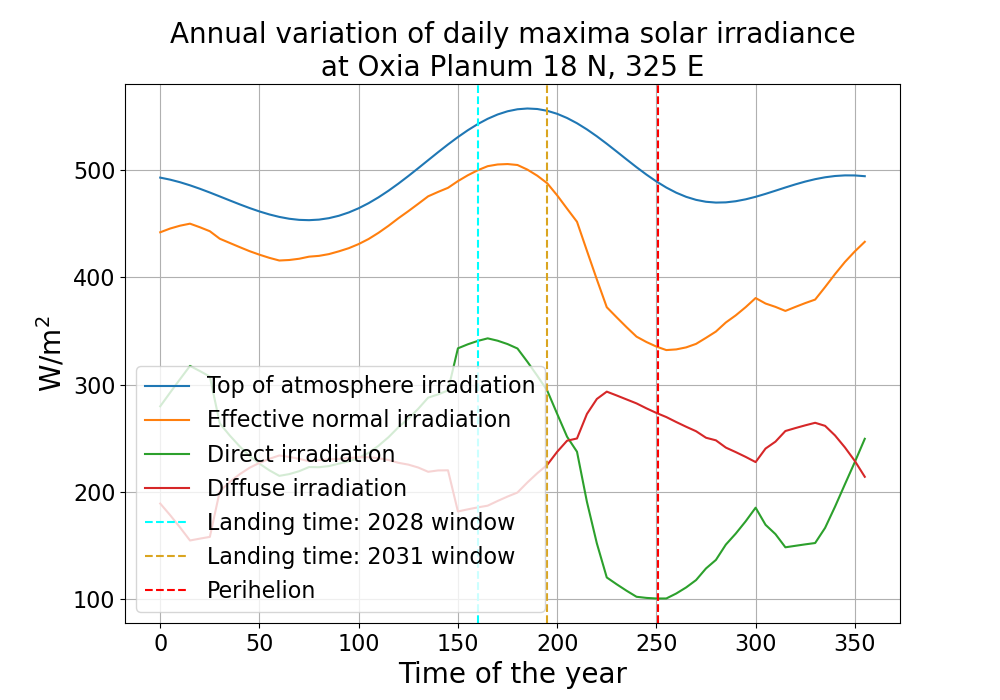 Annual variation of daily maxima solar irradiance
at Oxia Planum 18 N, 325 E
W/m²
500
400
300
200
100
Top of atmosphere irradiation
Effective normal irradiation
Direct irradiation
Diffuse irradiation
Landing time: 2028 window
Landing time: 2031 window
Perihelion
0 50 100 150 200 250 300 350
Time of the year